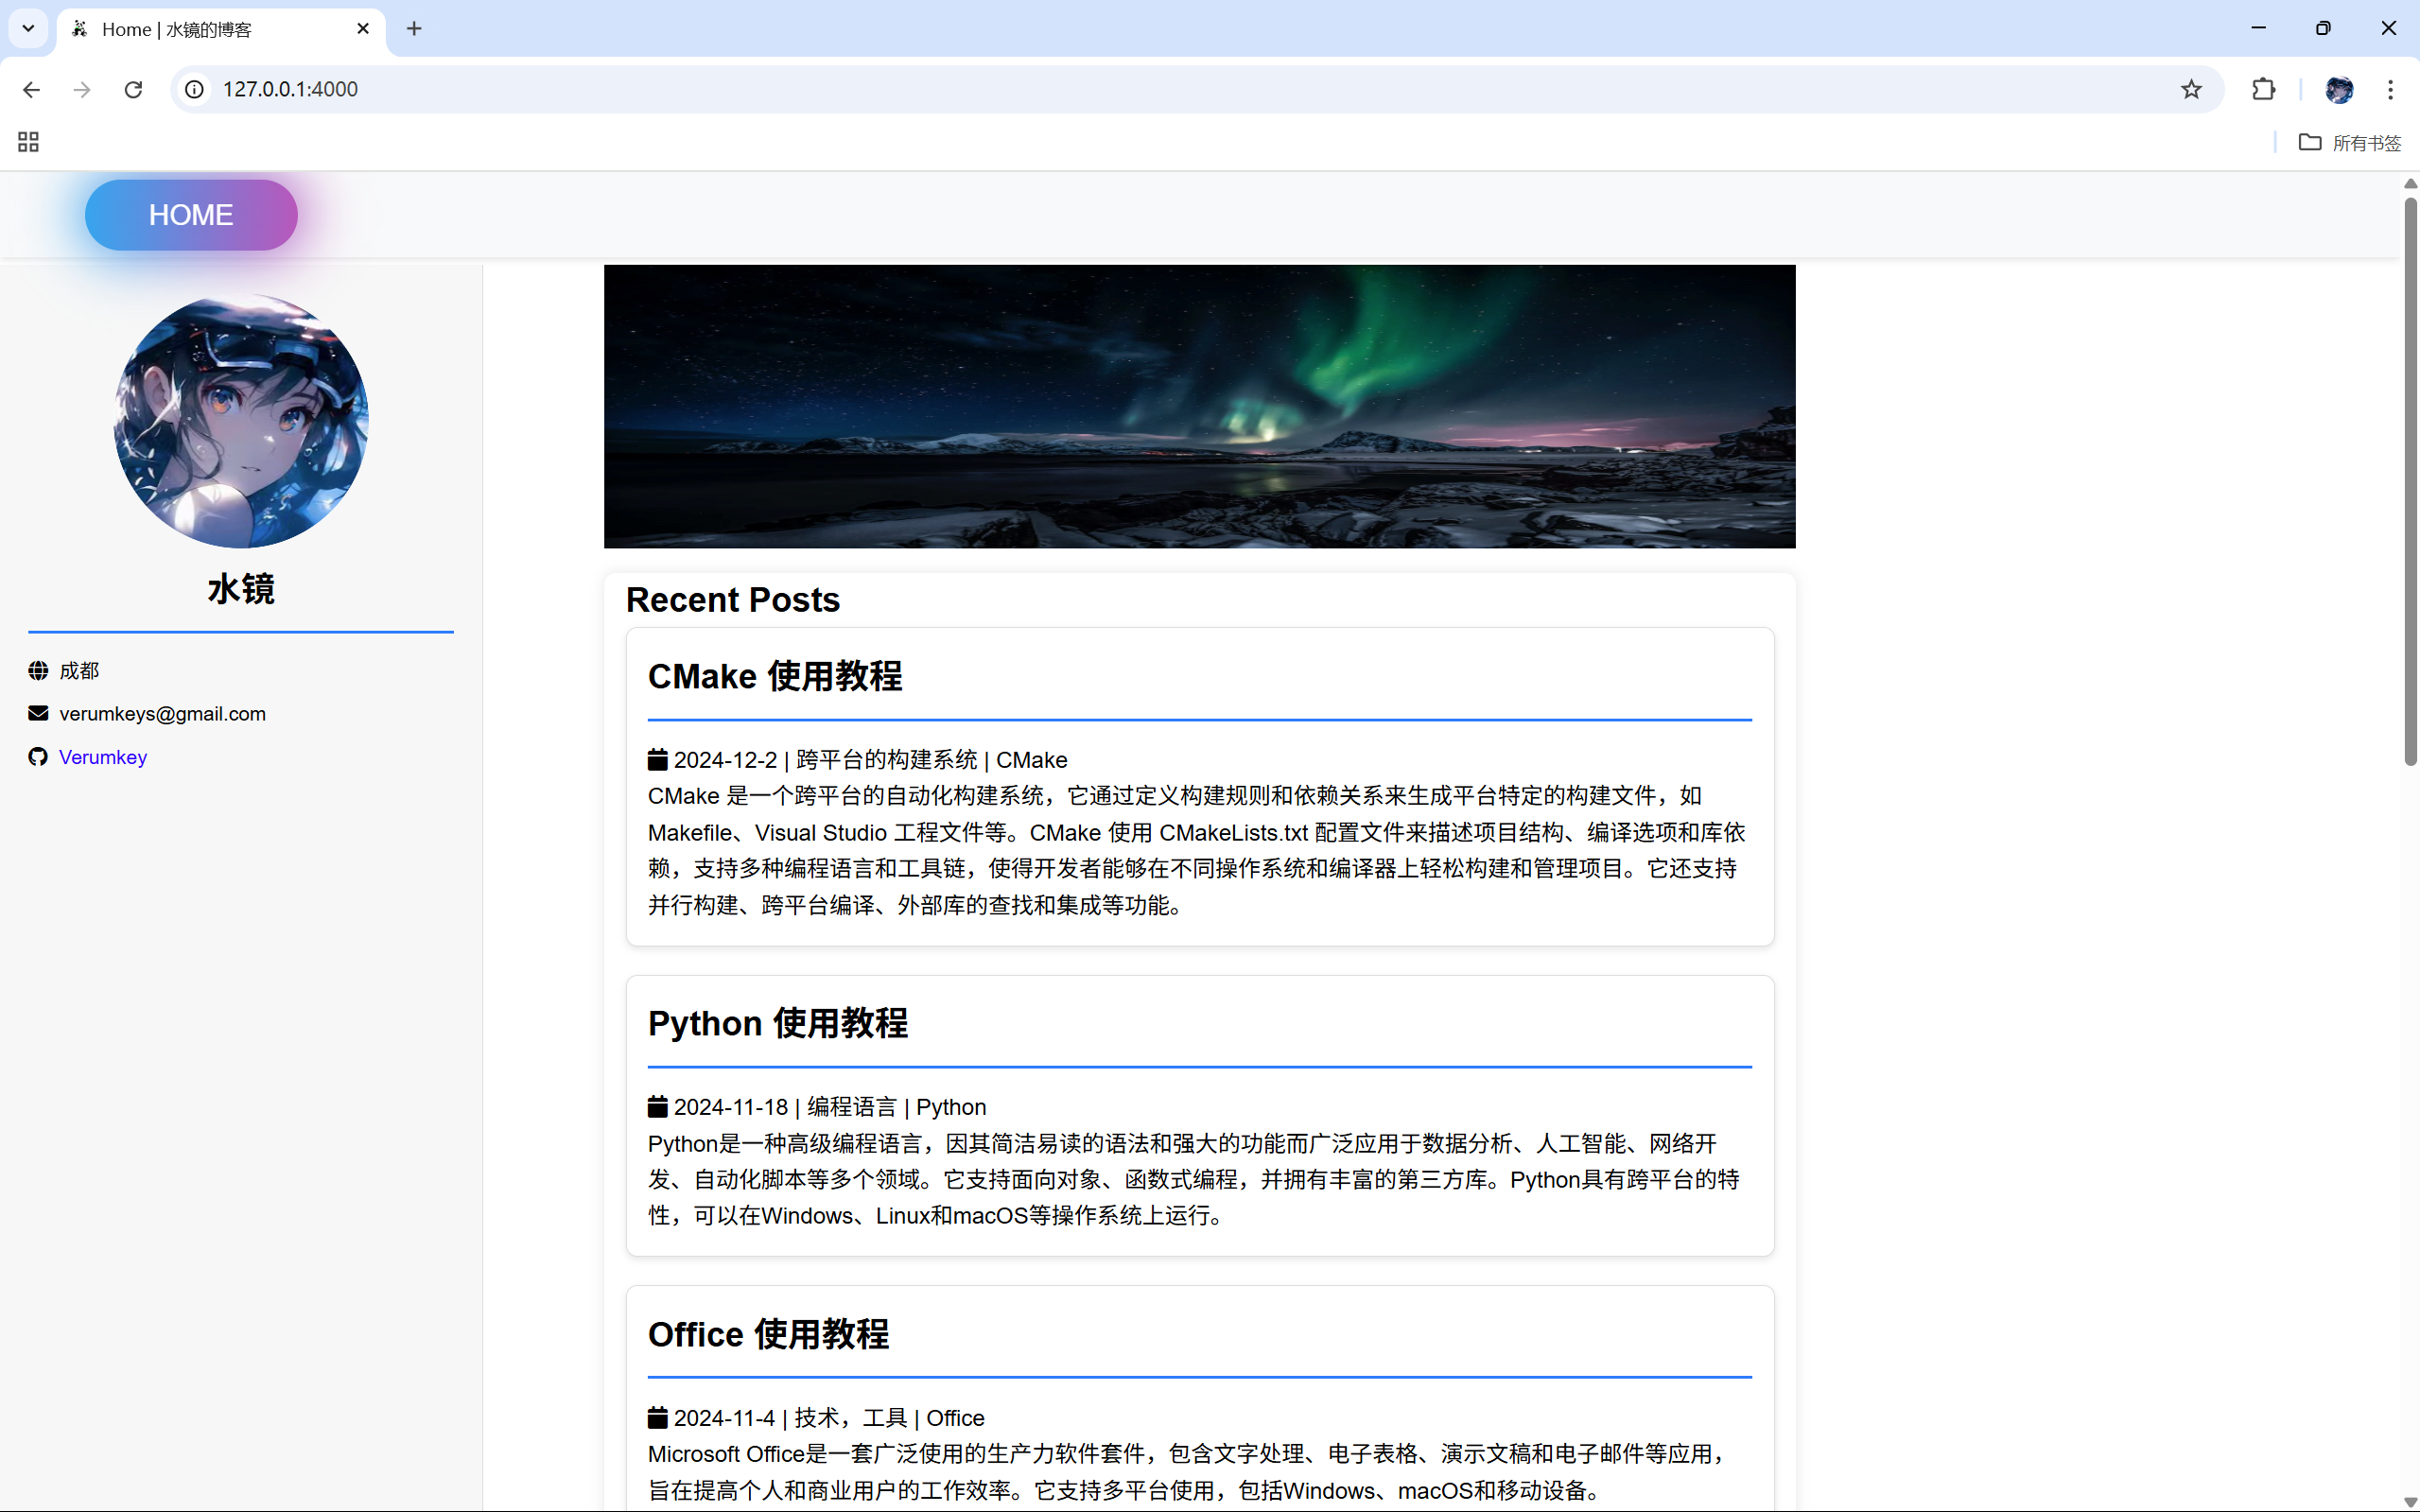 Home | 水镜的博客
127.0.0.1:4000
所有书签
HOME
水镜
成都
verumkeys@gmail.com
Verumkey
Recent Posts
CMake 使用教程
2024-12-2 | 跨平台的构建系统 | CMake
CMake 是一个跨平台的自动化构建系统，它通过定义构建规则和依赖关系来生成平台特定的构建文件，如
Makefile、Visual Studio 工程文件等。CMake 使用 CMakeLists.txt 配置文件来描述项目结构、编译选项和库依
赖，支持多种编程语言和工具链，使得开发者能够在不同操作系统和编译器上轻松构建和管理项目。它还支持
并行构建、跨平台编译、外部库的查找和集成等功能。
Python 使用教程
2024-11-18 | 编程语言 | Python
Python是一种高级编程语言，因其简洁易读的语法和强大的功能而广泛应用于数据分析、人工智能、网络开
发、自动化脚本等多个领域。它支持面向对象、函数式编程，并拥有丰富的第三方库。Python具有跨平台的特
性，可以在Windows、Linux和macOS等操作系统上运行。
Office 使用教程
2024-11-4 | 技术，工具 | Office
Microsoft Office是一套广泛使用的生产力软件套件，包含文字处理、电子表格、演示文稿和电子邮件等应用，
旨在提高个人和商业用户的工作效率。它支持多平台使用，包括Windows、macOS和移动设备。